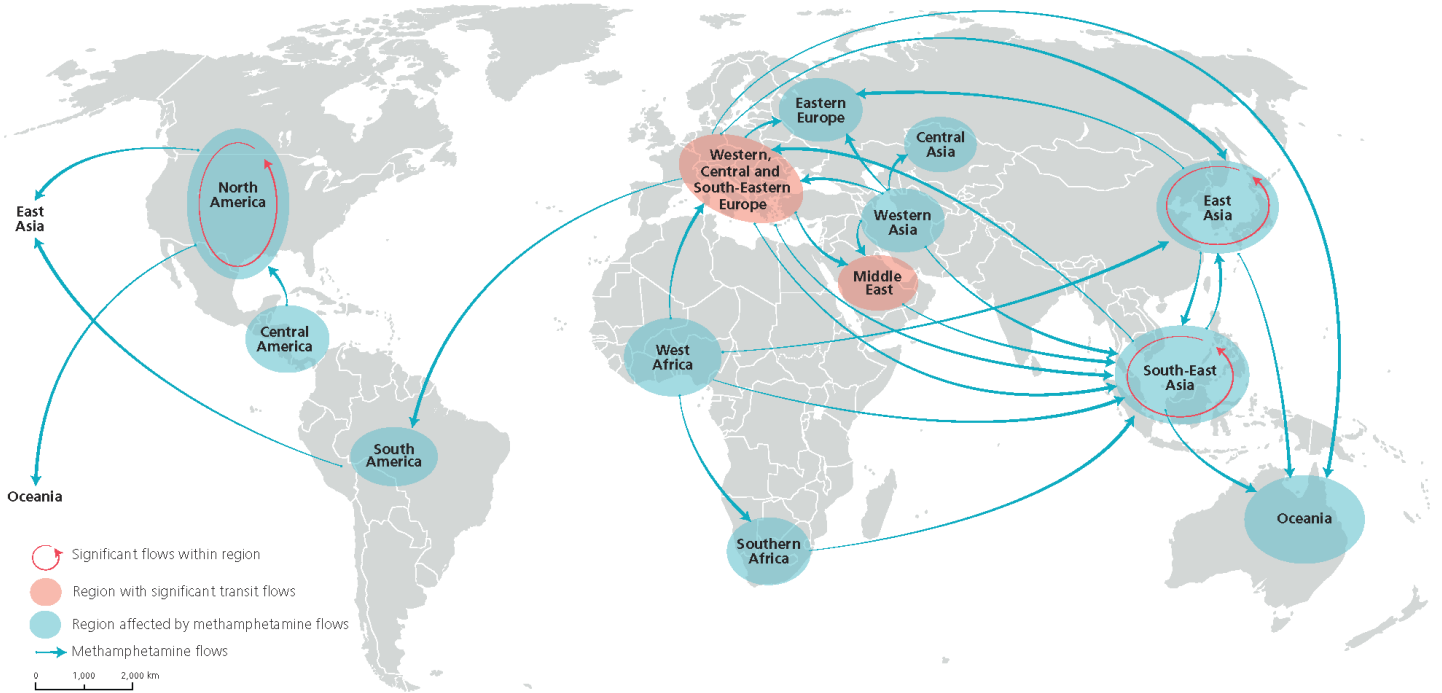 Eastern
Europe
Central
Asia
Western,
Central and
South-Eastern
Europe
North
America
East
Asia
East
Asia
Western
Asia
Middle
East
Central
America
West
Africa
South-East
Asia
South
America
Oceania
Oceania
Southern
Africa
Significant flows within region
Region with significant transit flows
Region affected by methamphetamine flows
Methamphetamine flows
0 1,000 2,000 km